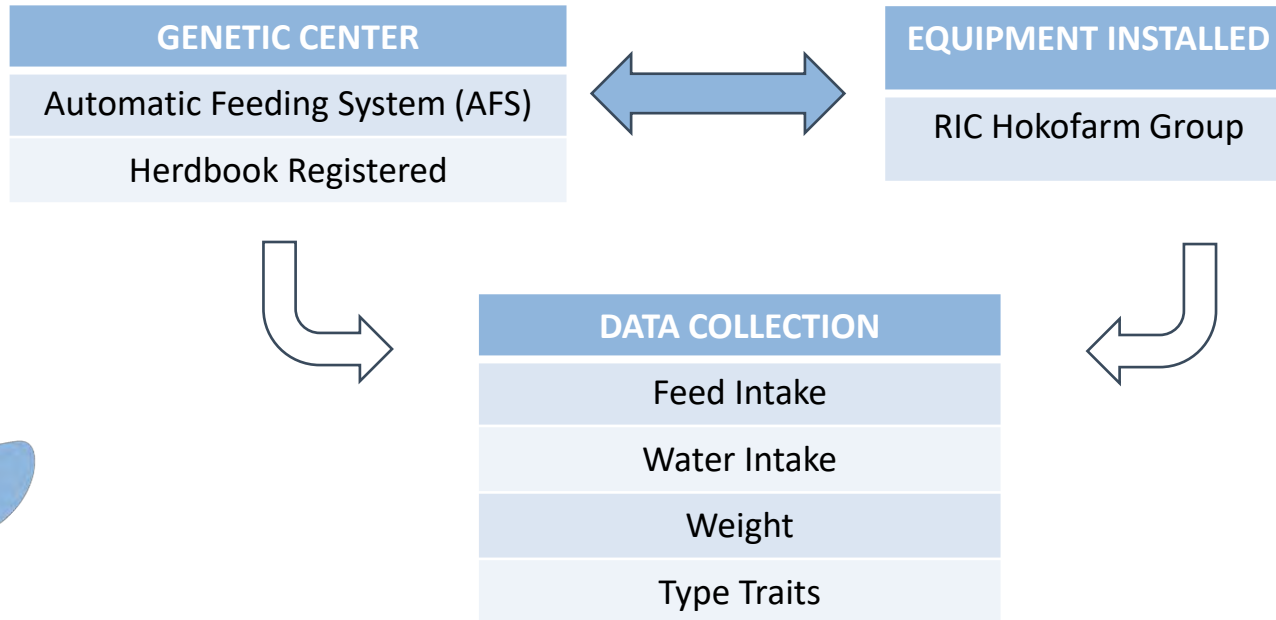 GENETIC CENTER
Automatic Feeding System (AFS)
Herdbook Registered
EQUIPMENT INSTALLED
RIC Hokofarm Group
DATA COLLECTION
Feed Intake
Water Intake
Weight
Type Traits